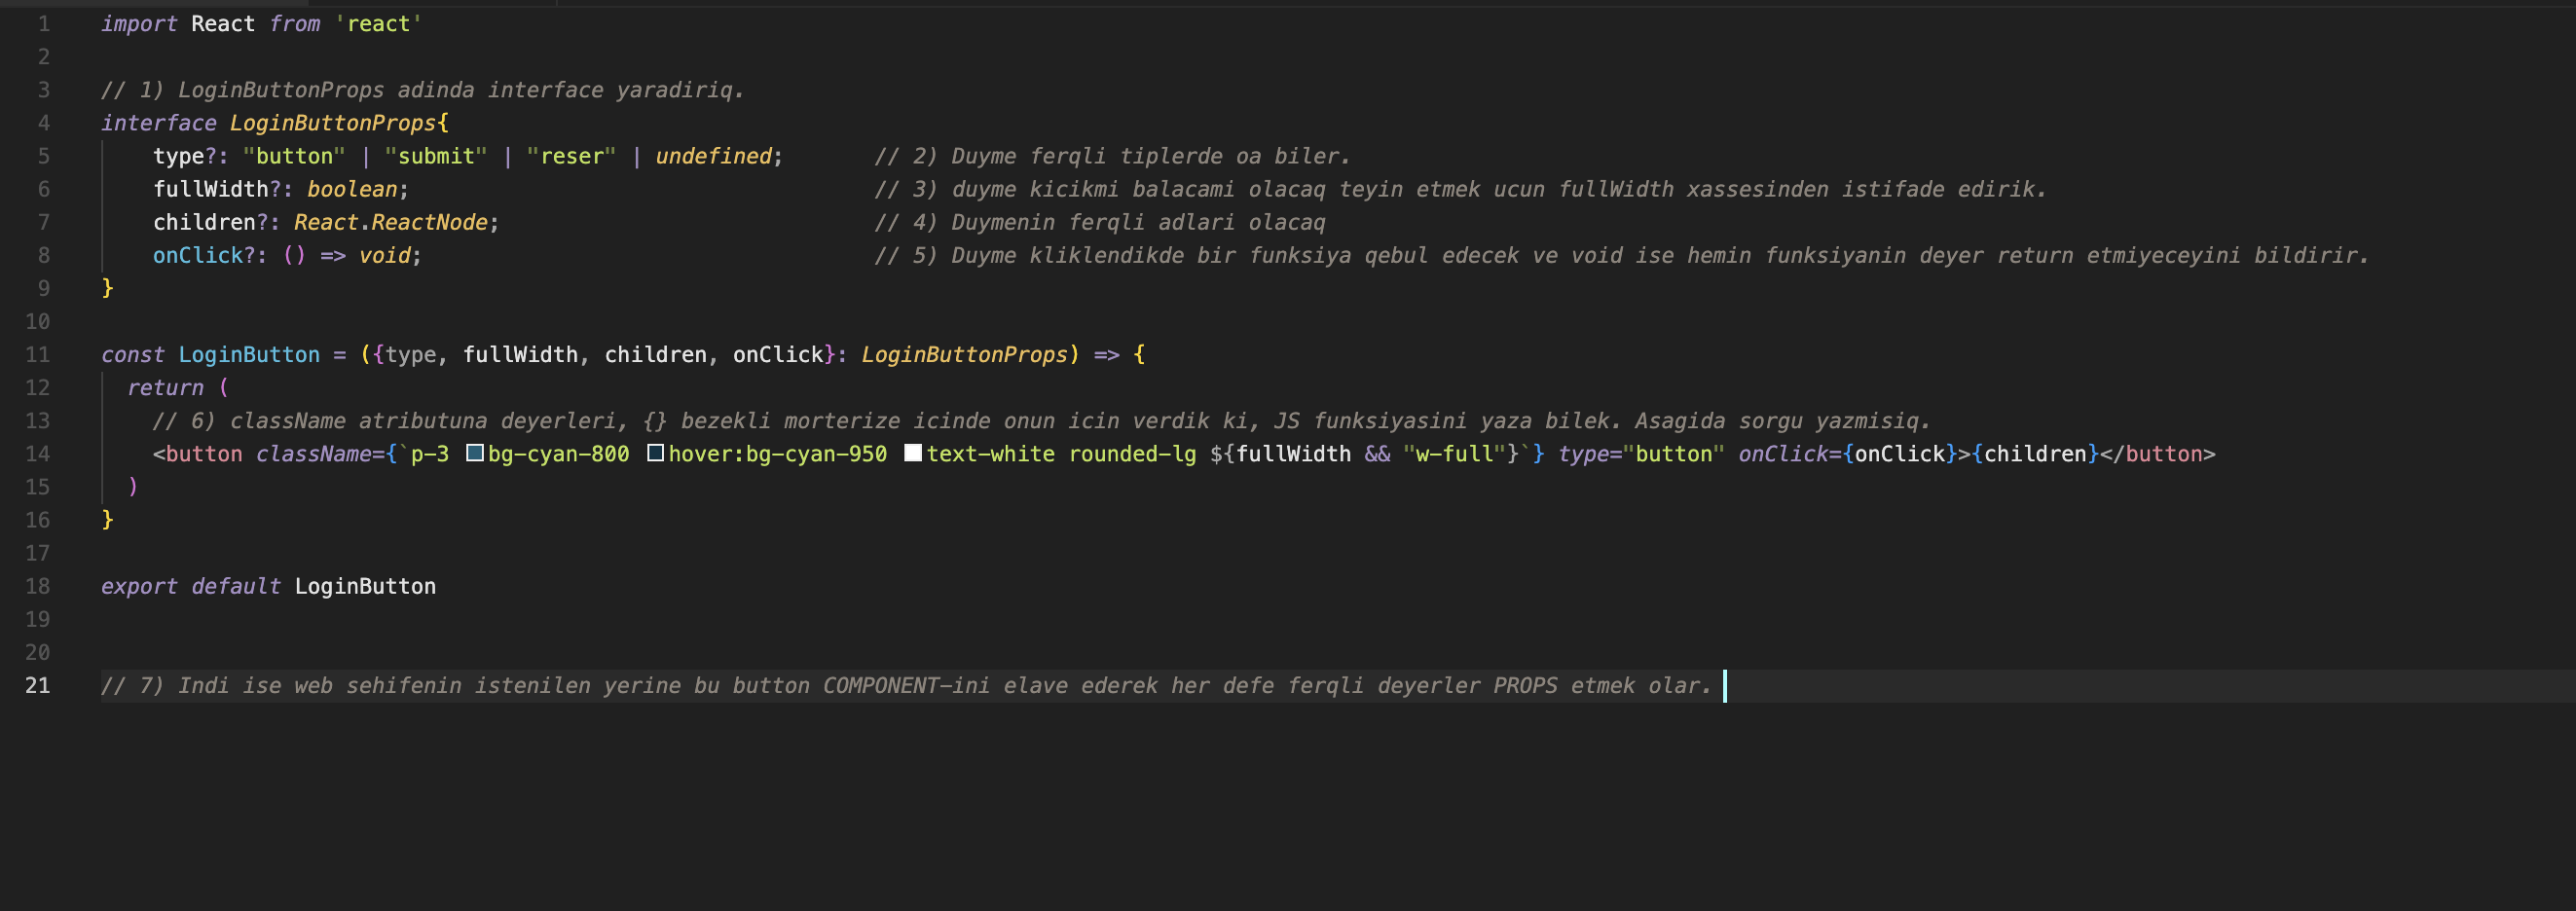 1 import React from 'react'
2
3 // 1) LoginButtonProps adinda interface yaradiriq.
4 interface LoginButtonProps{
5     type?: "button" | "submit" | "reser" | undefined;       // 2) Duyme ferqli tiplerde oa biler.
6     fullWidth?: boolean;                                    // 3) duyme kicikmi balacami olacaq teyin etmek ucun fullWidth xassesinden istifade edirik.
7     children?: React.ReactNode;                             // 4) Duymenin ferqli adlari olacaq
8     onClick?: () => void;                                   // 5) Duyme kliklendikde bir funksiya qebul edecek ve void ise hemin funksiyanin deyer return etmiyeceyini bildirir.
9 }
10
11 const LoginButton = ({type, fullWidth, children, onClick}: LoginButtonProps) => {
12   return (
13     // 6) className atributuna deyerleri, {} bezekli morterize icinde onun icin verdik ki, JS funksiyasini yaza bilek. Asagida sorgu yazmisiq.
14     <button className={`p-3 bg-cyan-800 hover:bg-cyan-950 text-white rounded-lg ${fullWidth && "w-full"}`} type="button" onClick={onClick}>{children}</button>
15   )
16 }
17
18 export default LoginButton
19
20
21 // 7) Indi ise web sehifenin istenilen yerine bu button COMPONENT-ini elave ederek her defe ferqli deyerler PROPS etmek olar.